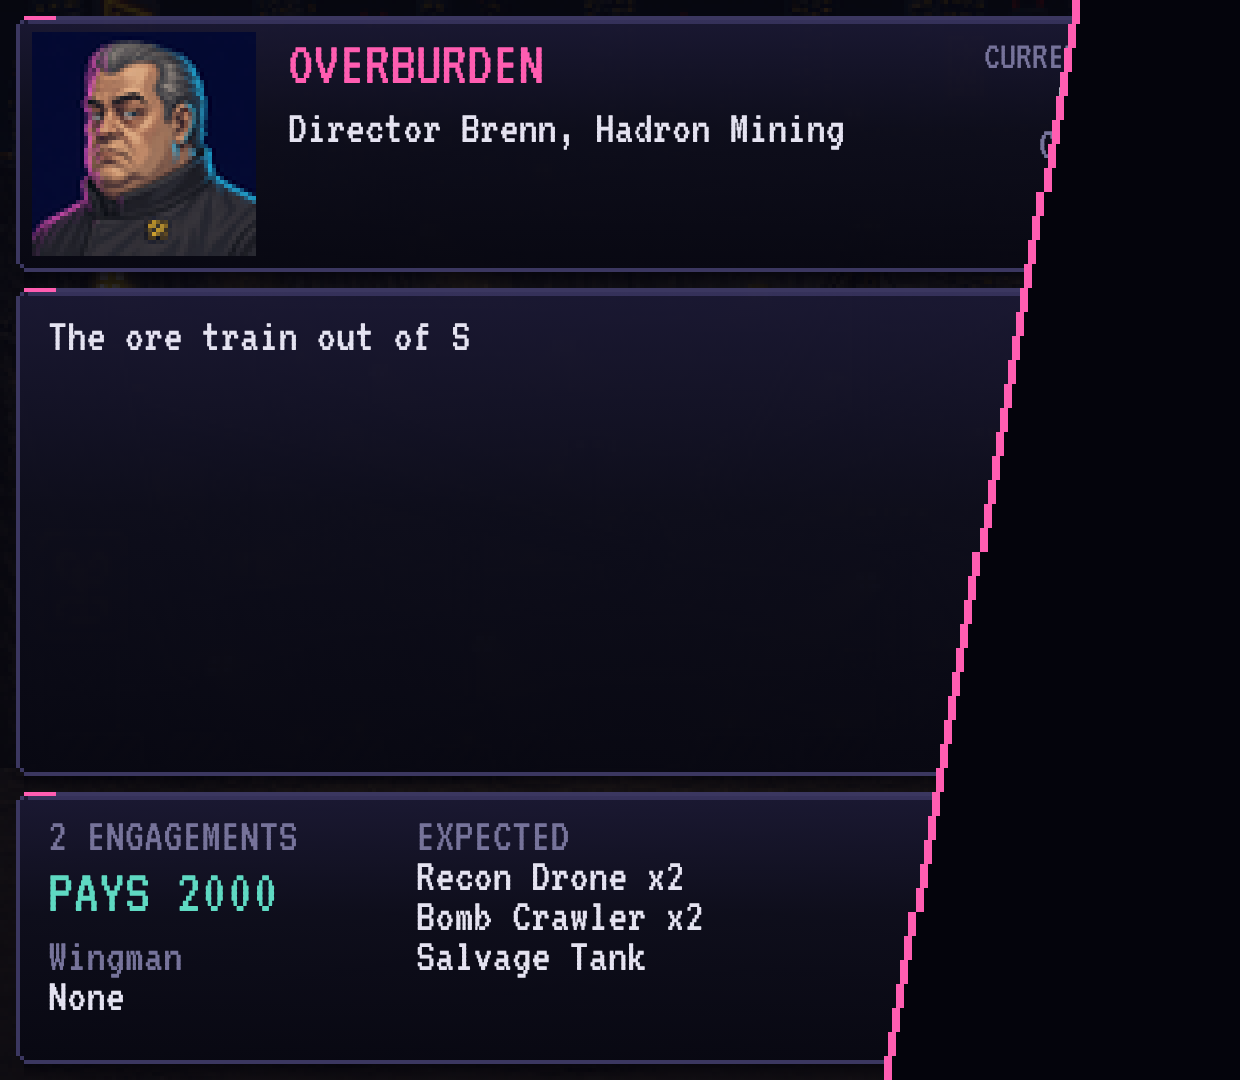 OVERBURDEN
CURRE
Director Brenn, Hadron Mining
The ore train out of S
2 ENGAGEMENTS
PAYS 2000
Wingman
None
EXPECTED
Recon Drone x2
Bomb Crawler x2
Salvage Tank